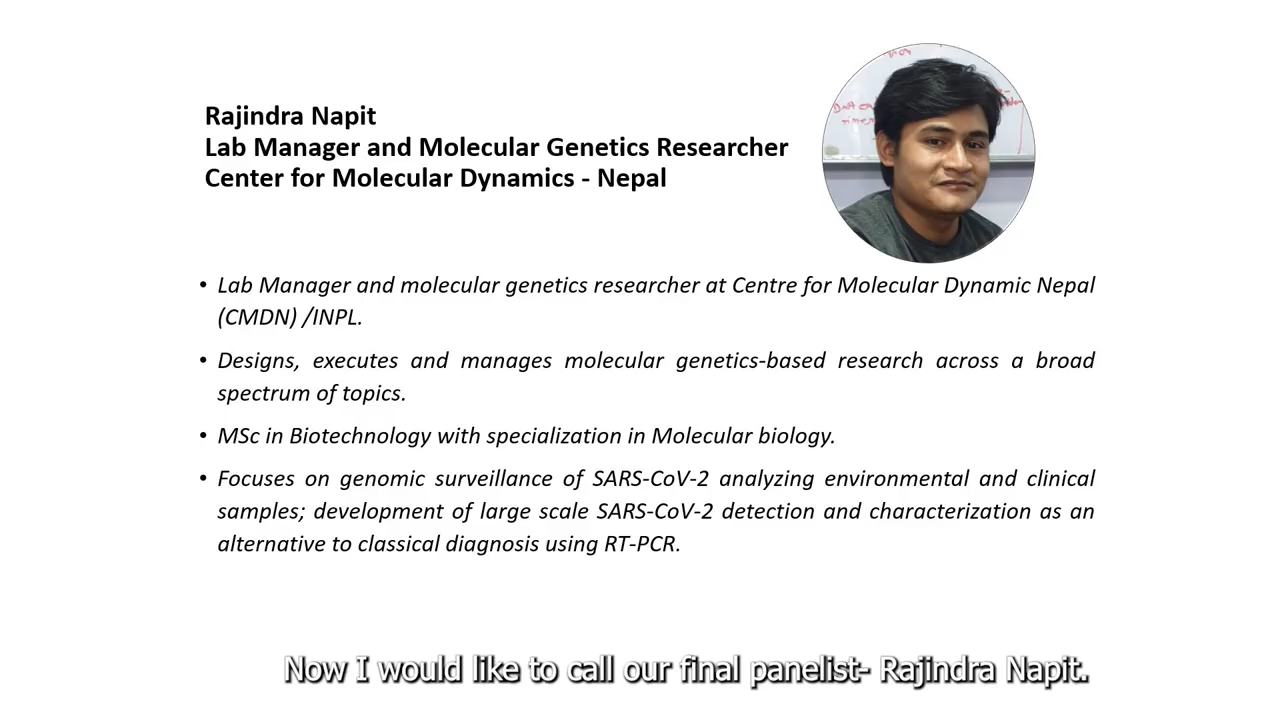 Rajindra Napit
Lab Manager and Molecular Genetics Researcher
Center for Molecular Dynamics - Nepal
• Lab Manager and molecular genetics researcher at Centre for Molecular Dynamic Nepal
(CMDN) /INPL.
• Designs, executes and manages molecular genetics-based research across a broad
spectrum of topics.
• MSc in Biotechnology with specialization in Molecular biology.
• Focuses on genomic surveillance of SARS-CoV-2 analyzing environmental and clinical
samples; development of large scale SARS-CoV-2 detection and characterization as an
alternative to classical diagnosis using RT-PCR.
Now I would like to call our final panelist- Rajindra Napit.